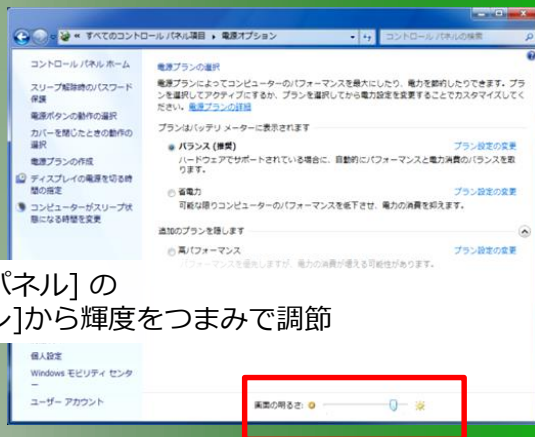 « すべてのコントロール パネル項目 ▸ 電源オプション
コントロール パネルの検索
コントロール パネル ホーム
スリープ解除時のパスワード
保護
電源ボタンの動作の選択
カバーを閉じたときの動作の
選択
電源プランの作成
ディスプレイの電源を切る時
間の指定
コンピューターがスリープ状
態になる時間を変更
電源プランの選択
電源プランによってコンピューターのパフォーマンスを最大にしたり、電力を節約したりできます。プラ
ンを選択してアクティブにするか、プランを選択してから電力設定を変更することでカスタマイズしてく
ださい。電源プランの詳細
プランはバッテリ メーターに表示されます
バランス (推奨) プラン設定の変更
ハードウェアでサポートされている場合に、自動的にパフォーマンスと電力消費のバランスを取
ります。
省電力 プラン設定の変更
可能な限りコンピューターのパフォーマンスを低下させ、電力の消費を抑えます。
追加のプランを隠します
高パフォーマンス プラン設定の変更
パフォーマンスを優先しますが、電力の消費が増える可能性があります。
パネル] の
ン]から輝度をつまみで調節
個人設定
Windows モビリティ センタ
ー
ユーザー アカウント
画面の明るさ: